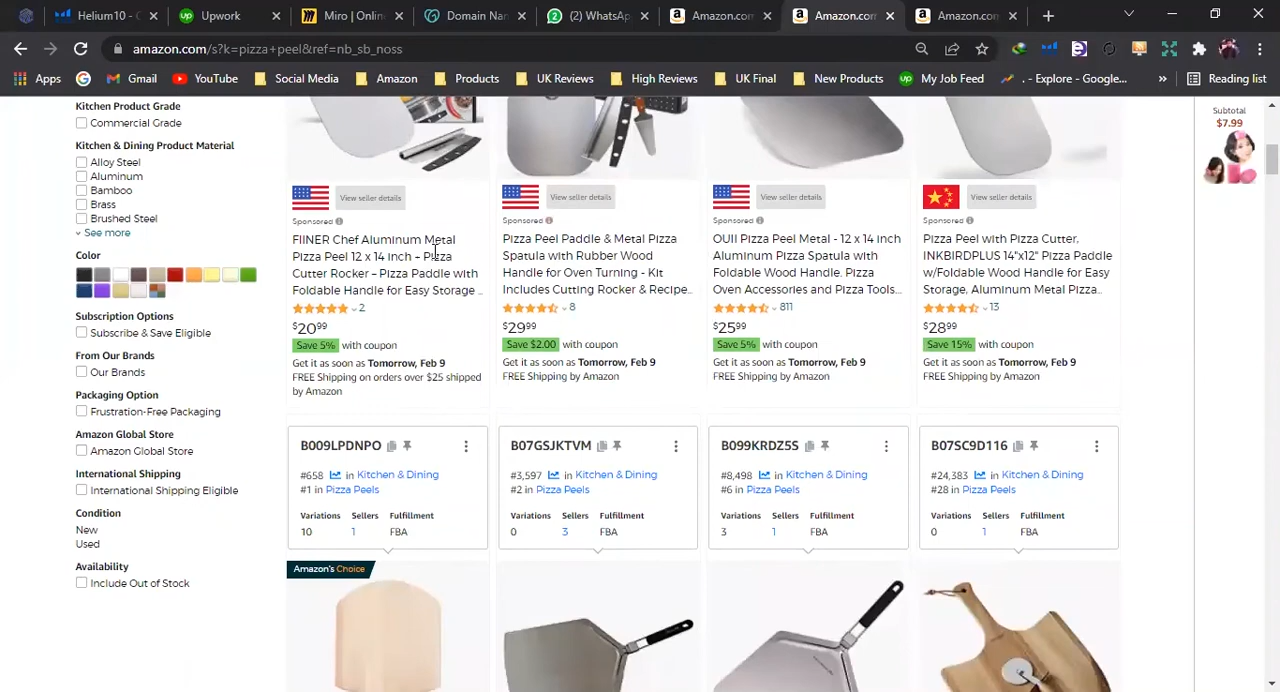 Helium10 - C
Upwork
Miro | Online
Domain Nam
(2) WhatsApp
Amazon.com
Amazon.com
Amazon.com
amazon.com/s?k=pizza+peel&ref=nb_sb_noss
Apps
Gmail
YouTube
Social Media
Amazon
Products
UK Reviews
High Reviews
UK Final
New Products
My Job Feed
. - Explore - Google...
»
Reading list
Kitchen Product Grade
Commercial Grade
Kitchen & Dining Product Material
Alloy Steel
Aluminum
Bamboo
Brass
Brushed Steel
See more
Color
Subscription Options
Subscribe & Save Eligible
From Our Brands
Our Brands
Packaging Option
Frustration-Free Packaging
Amazon Global Store
Amazon Global Store
International Shipping
International Shipping Eligible
Condition
New
Used
Availability
Include Out of Stock
View seller details
Sponsored
FIINER Chef Aluminum Metal
Pizza Peel 12 x 14 inch – Pizza
Cutter Rocker – Pizza Paddle with
Foldable Handle for Easy Storage ..
2
$20.99
Save 5% with coupon
Get it as soon as Tomorrow, Feb 9
FREE Shipping on orders over $25 shipped
by Amazon
View seller details
Sponsored
Pizza Peel Paddle & Metal Pizza
Spatula with Rubber Wood
Handle for Oven Turning - Kit
Includes Cutting Rocker & Recipe...
8
$29.99
Save $2.00 with coupon
Get it as soon as Tomorrow, Feb 9
FREE Shipping by Amazon
View seller details
Sponsored
OUII Pizza Peel Metal - 12 x 14 inch
Aluminum Pizza Spatula with
Foldable Wood Handle. Pizza
Oven Accessories and Pizza Tools...
811
$25.99
Save 5% with coupon
Get it as soon as Tomorrow, Feb 9
FREE Shipping by Amazon
View seller details
Sponsored
Pizza Peel with Pizza Cutter,
INKBIRDPLUS 14"x12" Pizza Paddle
w/Foldable Wood Handle for Easy
Storage, Aluminum Metal Pizza...
13
$28.99
Save 15% with coupon
Get it as soon as Tomorrow, Feb 9
FREE Shipping by Amazon
B009LPDNPO
#658 in Kitchen & Dining
#1 in Pizza Peels
Variations Sellers Fulfillment
10 1 FBA
Amazon's Choice
B07GSJKTVM
#3,597 in Kitchen & Dining
#2 in Pizza Peels
Variations Sellers Fulfillment
0 3 FBA
B099KRDZ5S
#8,498 in Kitchen & Dining
#6 in Pizza Peels
Variations Sellers Fulfillment
3 1 FBA
B07SC9D116
#24,383 in Kitchen & Dining
#28 in Pizza Peels
Variations Sellers Fulfillment
0 1 FBA
Subtotal
$7.99